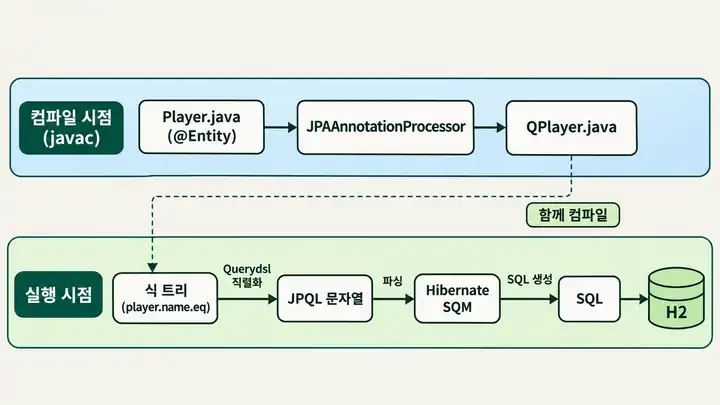 컴파일 시점
(javac)
Player.java
(@Entity)
JPAAnnotationProcessor
QPlayer.java
함께 컴파일
실행 시점
식 트리
(player.name.eq)
Querydsl
직렬화
JPQL 문자열
파싱
Hibernate
SQM
SQL 생성
SQL
H2